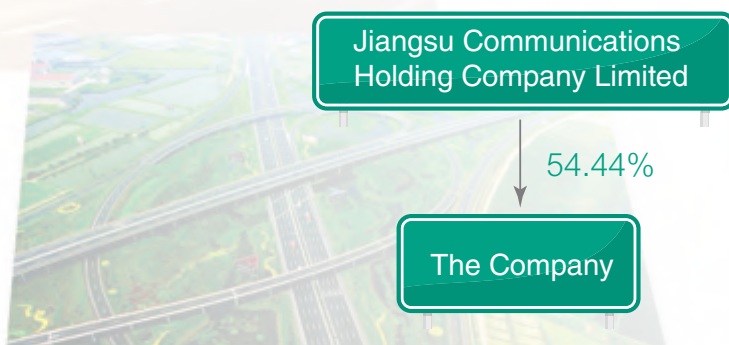 Jiangsu Communications
Holding Company Limited
54.44%
The Company